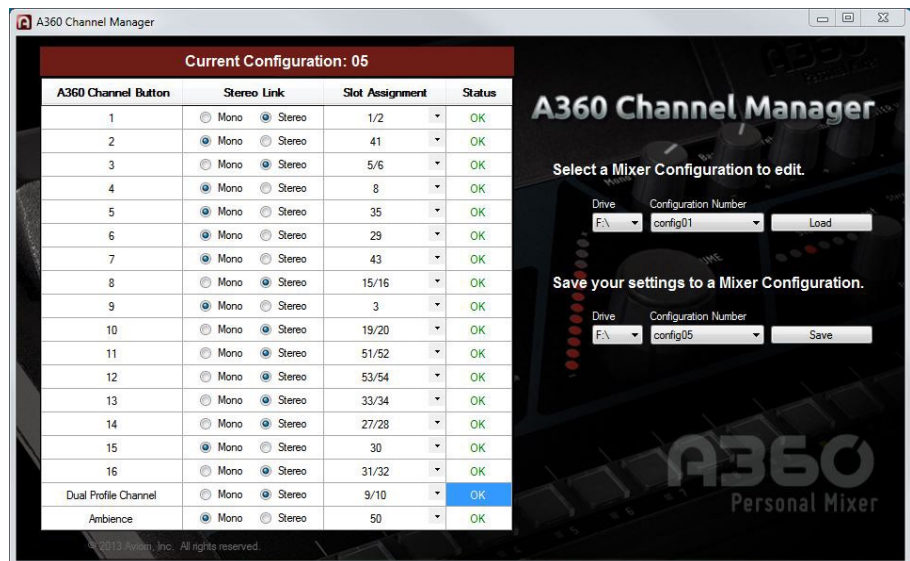 A360 Channel Manager
Current Configuration: 05
A360 Channel Button Stereo Link Slot Assignment Status
1 Mono Stereo 1/2 OK
2 Mono Stereo 41 OK
3 Mono Stereo 5/6 OK
4 Mono Stereo 8 OK
5 Mono Stereo 35 OK
6 Mono Stereo 29 OK
7 Mono Stereo 43 OK
8 Mono Stereo 15/16 OK
9 Mono Stereo 3 OK
10 Mono Stereo 19/20 OK
11 Mono Stereo 51/52 OK
12 Mono Stereo 53/54 OK
13 Mono Stereo 33/34 OK
14 Mono Stereo 27/28 OK
15 Mono Stereo 30 OK
16 Mono Stereo 31/32 OK
Dual Profile Channel Mono Stereo 9/10 OK
Ambience Mono Stereo 50 OK
© 2013 Aviom, Inc. All rights reserved.
A360 Channel Manager
Select a Mixer Configuration to edit.
Drive Configuration Number
F:\ config01 Load
Save your settings to a Mixer Configuration.
Drive Configuration Number
F:\ config05 Save
A360
Personal Mixer